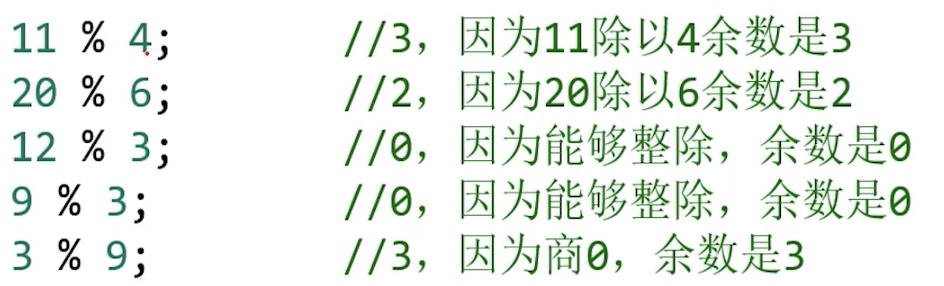 11 % 4;	//3，因为11除以4余数是3
20 % 6;	//2，因为20除以6余数是2
12 % 3;	//0，因为能够整除，余数是0
9 % 3;	//0，因为能够整除，余数是0
3 % 9;	//3，因为商0，余数是3